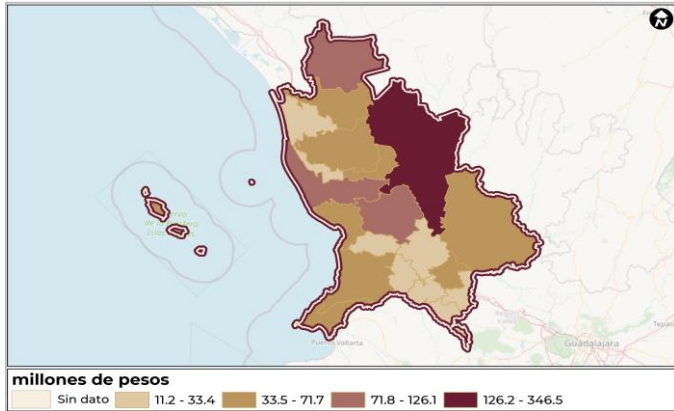 N
Puerto Vallarta
Guadalajara
millones de pesos
Sin dato 11.2 - 33.4 33.5 - 71.7 71.8 - 126.1 126.2 - 346.5